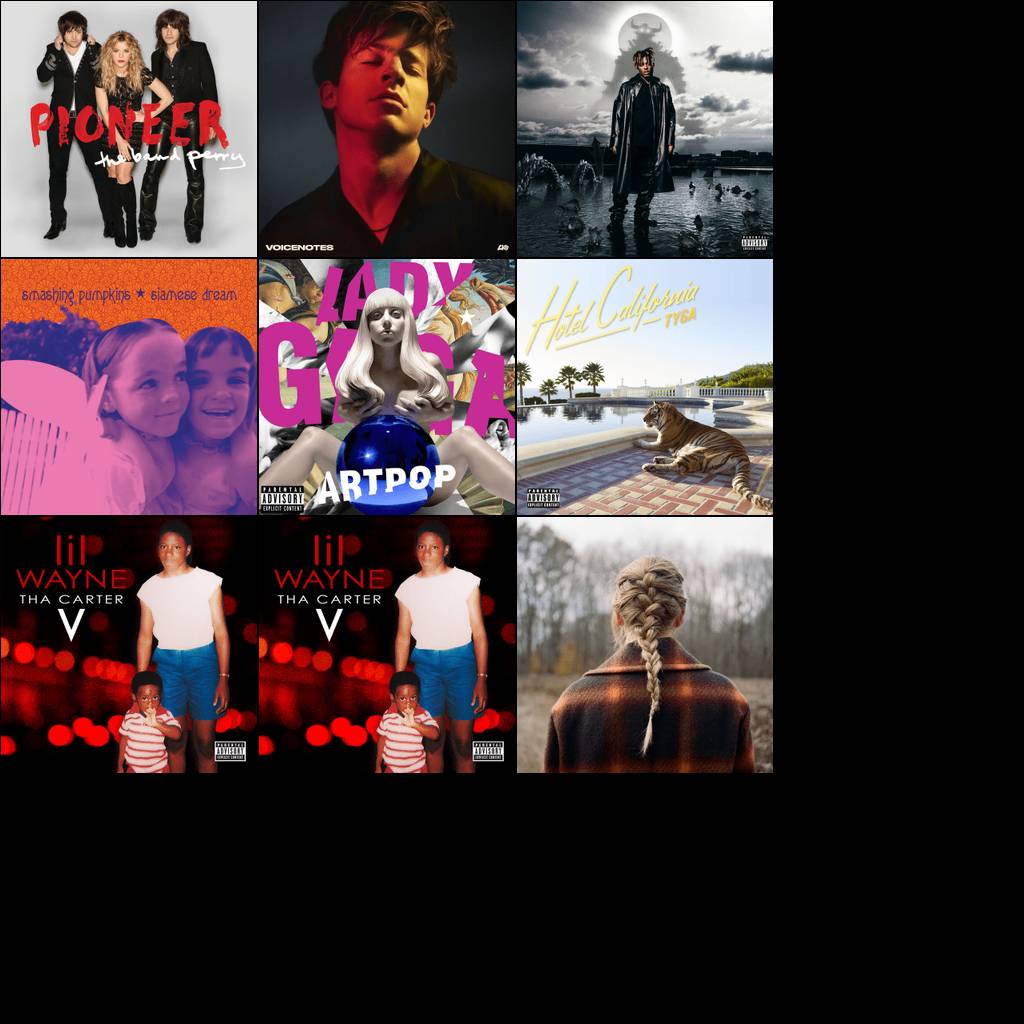 PIONEER
the band perry
VOICENOTES
PARENTAL
ADVISORY
EXPLICIT CONTENT
smashing pumpkins ★ siamese dream
LADY
GAGA
ARTPOP
PARENTAL
ADVISORY
EXPLICIT CONTENT
Hotel California
TYGA
PARENTAL
ADVISORY
EXPLICIT CONTENT
lil
WAYNE
THA CARTER
V
PARENTAL
ADVISORY
EXPLICIT CONTENT
lil
WAYNE
THA CARTER
V
PARENTAL
ADVISORY
EXPLICIT CONTENT